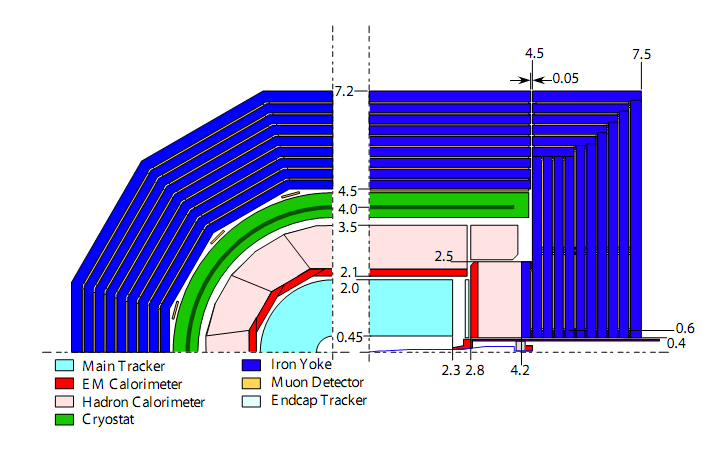 4.5
7.5
0.05
7.2
4.5
4.0
3.5
2.5
2.1
2.0
0.45
0.6
0.4
2.3 2.8
4.2
Main Tracker
EM Calorimeter
Hadron Calorimeter
Cryostat
Iron Yoke
Muon Detector
Endcap Tracker